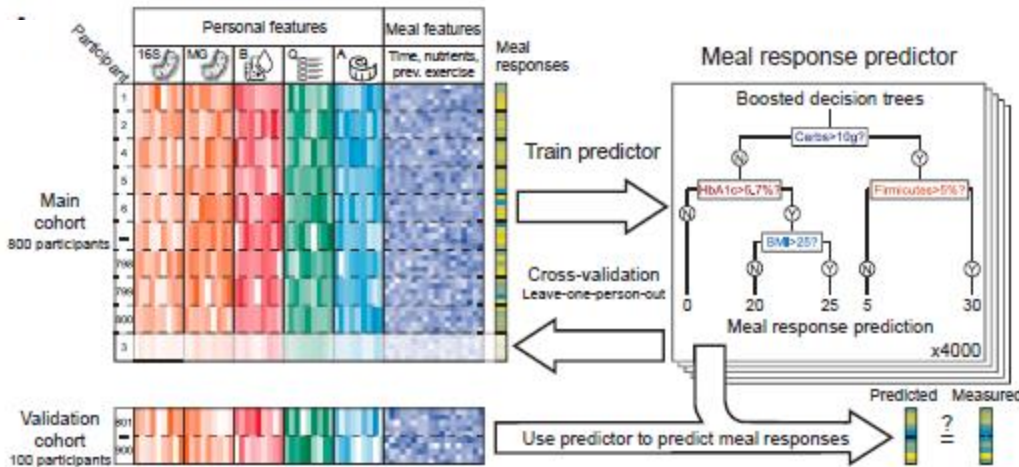 Personal features
Meal features
Participant
16S
MG
B
Q
A
Time, nutrients,
prev. exercise
Meal
responses
1
2
4
5
6
798
799
800
3
Main
cohort
800 participants
Train predictor
Cross-validation
Leave-one-person-out
Meal response predictor
Boosted decision trees
Carbs>10g?
N
Y
HbA1c>5.7%?
Firmicutes>5%?
N
Y
BMI>25?
N
Y
N
Y
0
20
25
5
30
Meal response prediction
x4000
Validation
cohort
100 participants
801
900
Use predictor to predict meal responses
Predicted
Measured
?
=